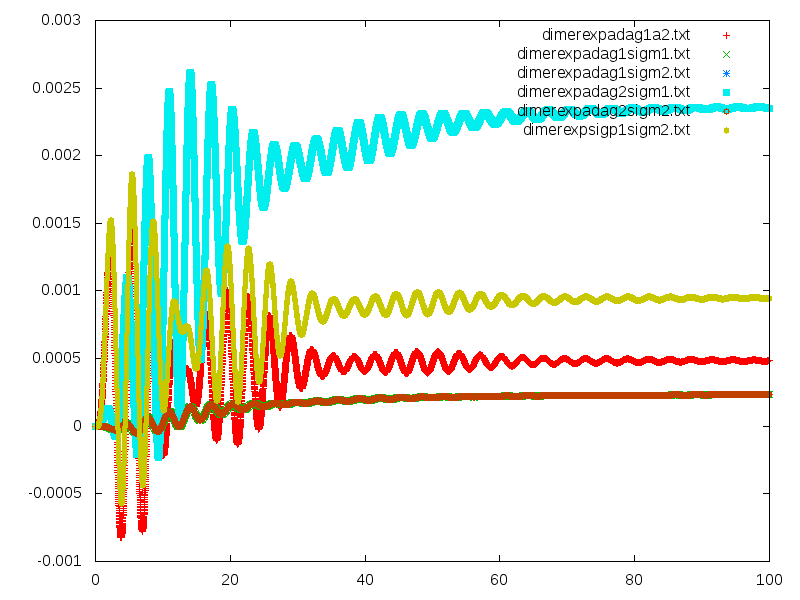 0.003
0.0025
0.002
0.0015
0.001
0.0005
0
-0.0005
-0.001
0 20 40 60 80 100
dimerexpadag1a2.txt
dimerexpadag1sigm1.txt
dimerexpadag1sigm2.txt
dimerexpadag2sigm1.txt
dimerexpadag2sigm2.txt
dimerexpsigp1sigm2.txt